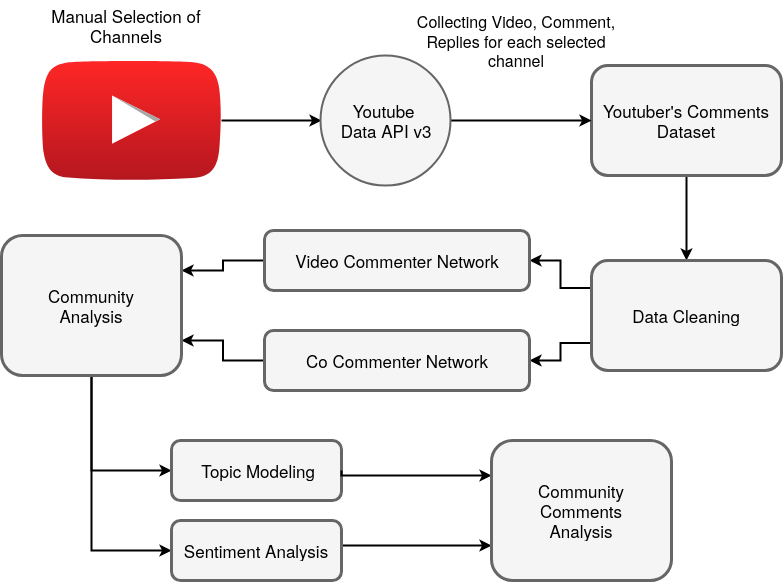 Manual Selection of
Channels
Collecting Video, Comment,
Replies for each selected
channel
Youtube
Data API v3
Youtuber's Comments
Dataset
Video Commenter Network
Community
Analysis
Data Cleaning
Co Commenter Network
Topic Modeling
Community
Comments
Analysis
Sentiment Analysis